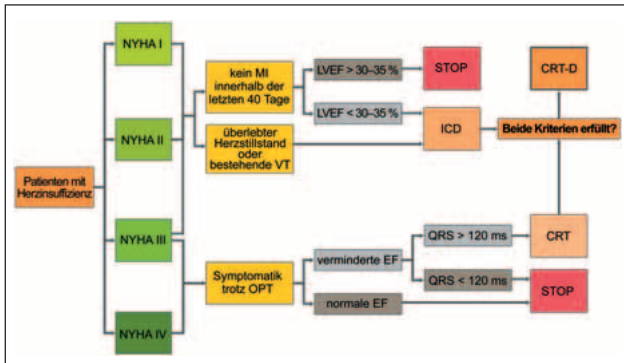 NYHA I
NYHA II
Patienten mit
Herzinsuffizienz
NYHA III
NYHA IV
kein MI
innerhalb der
letzten 40 Tage
überlebter
Herzstillstand
oder
bestehende VT
Symptomatik
trotz OPT
LVEF > 30–35 %
LVEF < 30–35 %
STOP
ICD
CRT-D
Beide Kriterien erfüllt?
verminderte EF
normale EF
QRS > 120 ms
QRS < 120 ms
CRT
STOP